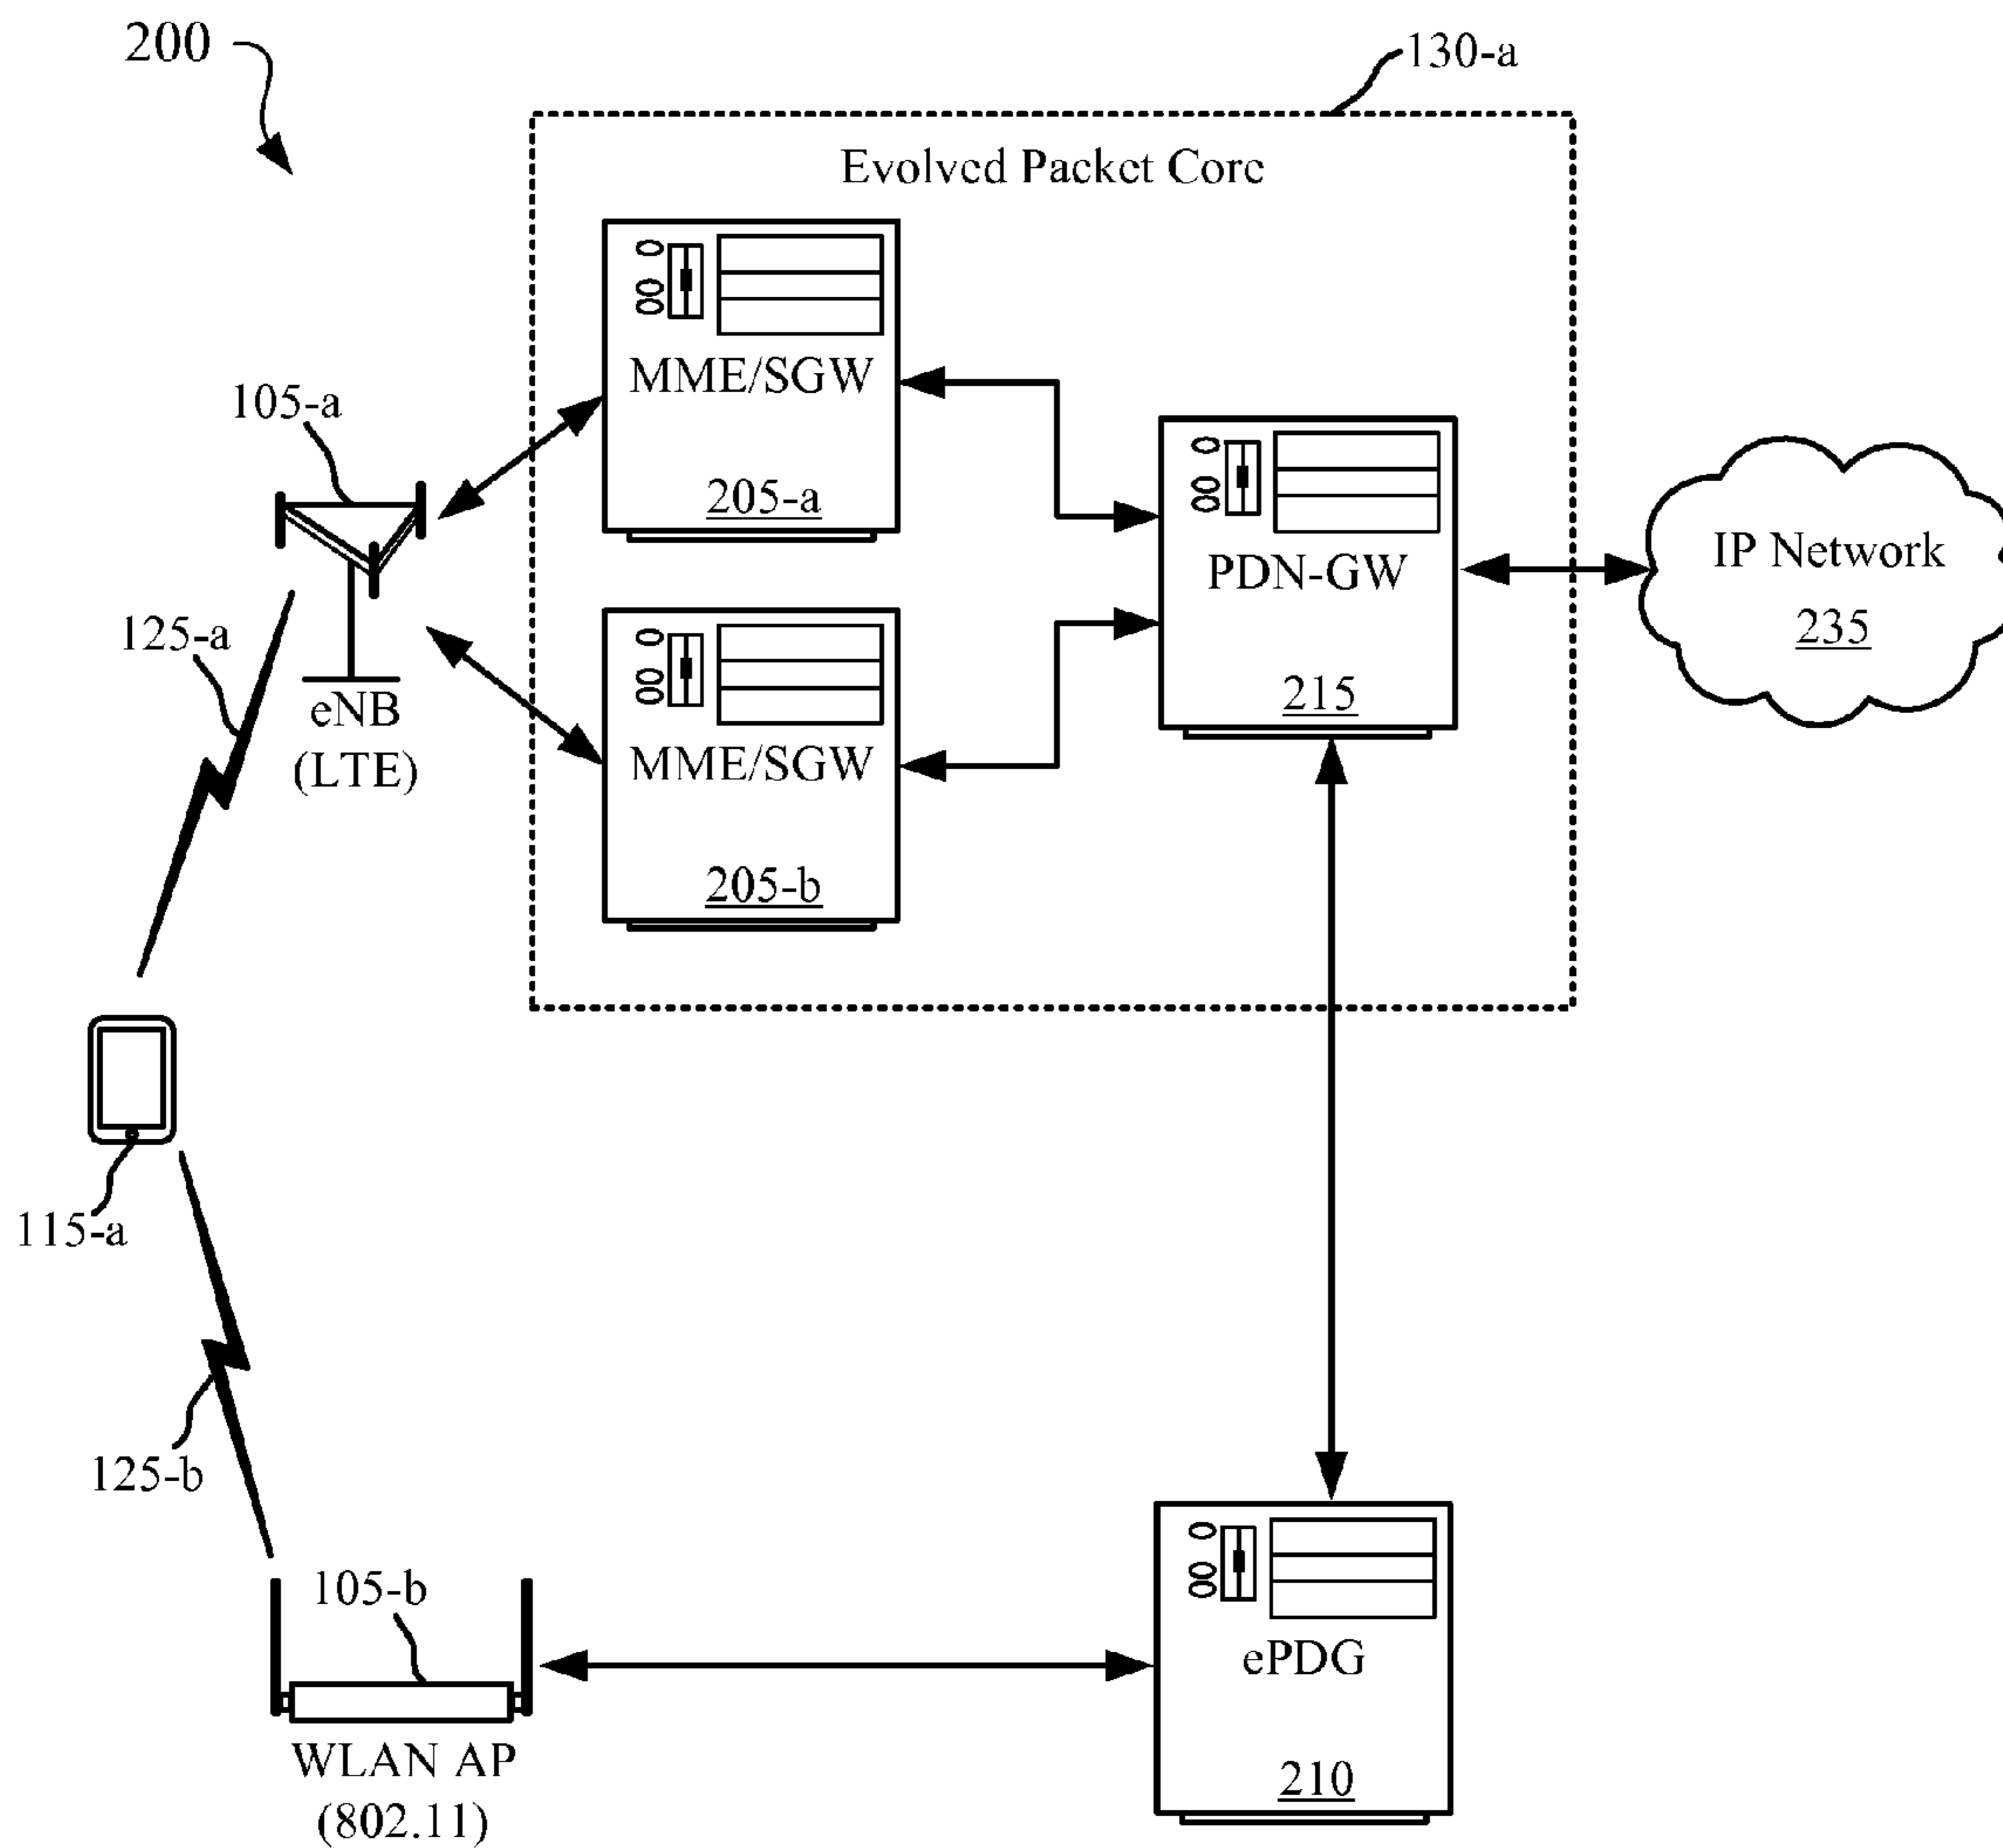 200
130-a
Evolved Packet Core
MME/SGW
205-a
105-a
PDN-GW
215
IP Network
235
125-a
eNB
(LTE)
MME/SGW
205-b
115-a
125-b
105-b
WLAN AP
(802.11)
ePDG
210